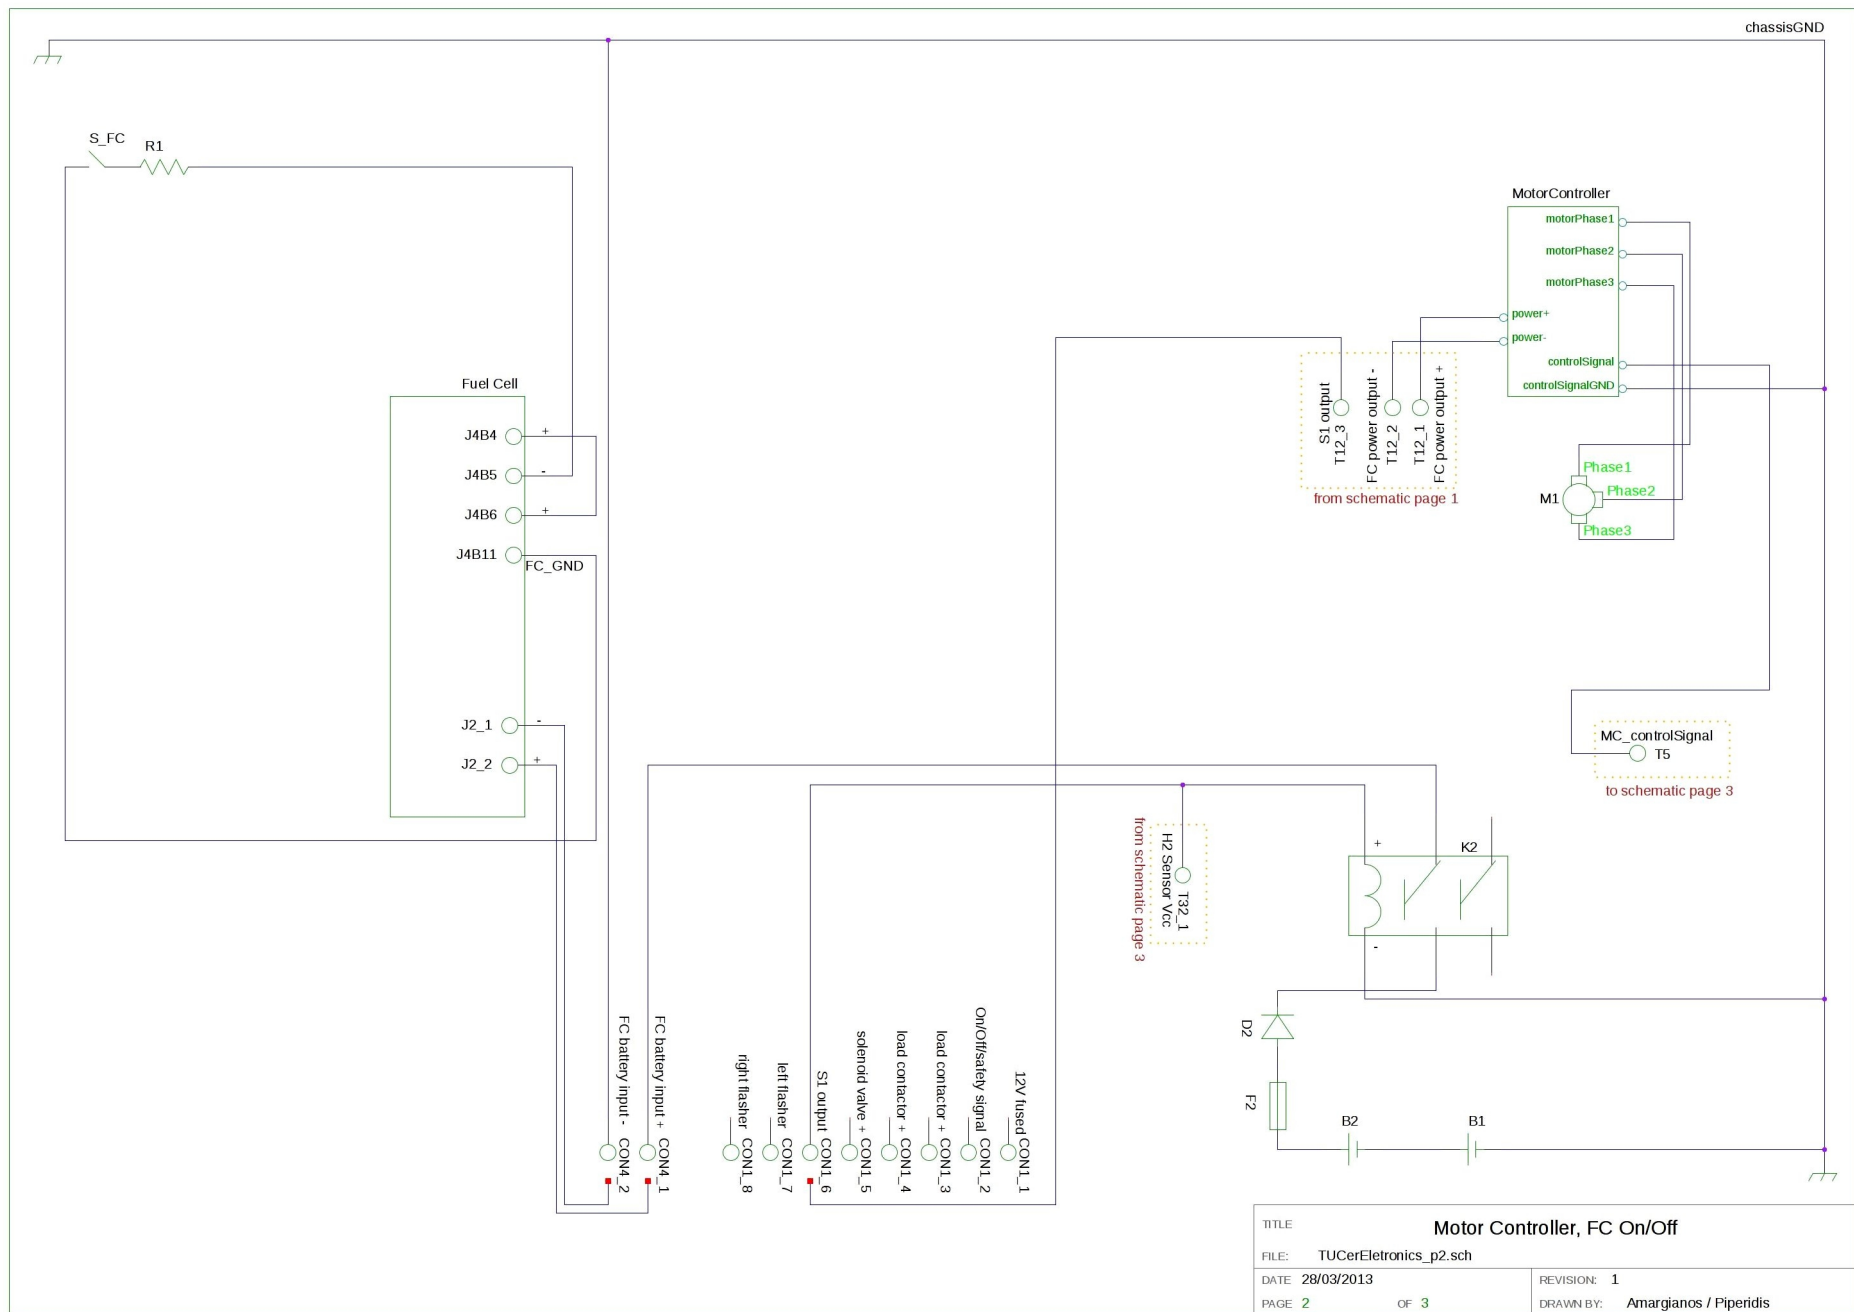 chassisGND
S_FC
R1
MotorController
motorPhase1
motorPhase2
motorPhase3
power+
power-
controlSignal
controlSignalGND
S1 output
T12_3
FC power output -
T12_2
T12_1
FC power output +
from schematic page 1
Phase1
M1
Phase2
Phase3
Fuel Cell
J4B4
+
J4B5
-
J4B6
+
J4B11
FC_GND
J2_1
-
J2_2
+
MC_controlSignal
T5
to schematic page 3
from schematic page 3
H2 Sensor Vcc
T32_1
+
K2
-
D2
F2
B2
B1
FC battery input -
CON4_2
FC battery input +
CON4_1
right flasher
CON1_8
left flasher
CON1_7
S1 output
CON1_6
solenoid valve +
CON1_5
load contactor +
CON1_4
load contactor +
CON1_3
On/Off/safety signal
CON1_2
12V fused
CON1_1
TITLE
Motor Controller, FC On/Off
FILE: TUCerEletronics_p2.sch
DATE 28/03/2013
REVISION: 1
PAGE 2 OF 3
DRAWN BY: Amargianos / Piperidis